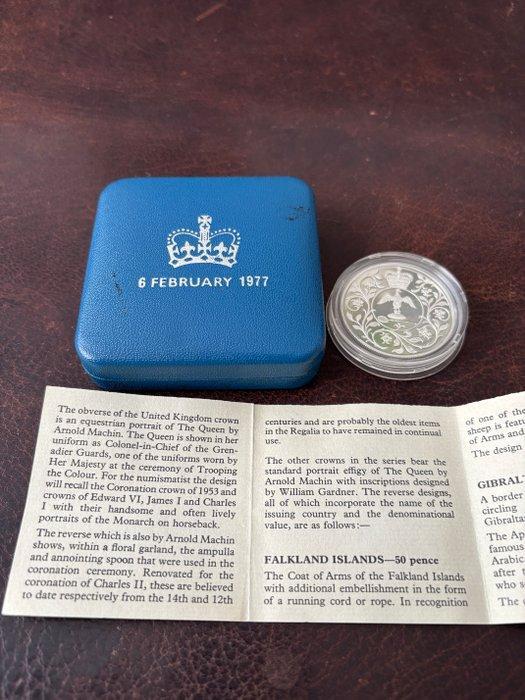 6 FEBRUARY 1977
The obverse of the United Kingdom crown
is an equestrian portrait of The Queen by
Arnold Machin. The Queen is shown in her
uniform as Colonel-in-Chief of the Gren-
adier Guards, one of the uniforms worn by
Her Majesty at the ceremony of Trooping
the Colour. For the numismatist the design
will recall the Coronation crown of 1953 and
crowns of Edward VI, James I and Charles
I with their handsome and often lively
portraits of the Monarch on horseback.
The reverse which is also by Arnold Machin
shows, within a floral garland, the ampulla
and annointing spoon that were used in the
coronation ceremony. Renovated for the
coronation of Charles II, these are believed
to date respectively from the 14th and 12th
centuries and are probably the oldest items
in the Regalia to have remained in continual
use.
The other crowns in the series bear the
standard portrait effigy of The Queen by
Arnold Machin with inscriptions designed
by William Gardner. The reverse designs,
all of which incorporate the name of the
issuing country and the denominational
value, are as follows:—
FALKLAND ISLANDS—50 pence
The Coat of Arms of the Falkland Islands
with additional embellishment in the form
of a running cord or rope. In recognition
of one of the
sheep is feat
of Arms and
The design
GIBRAL
A border
circling
Gibralta
The Ap
famous
Arabic
after t
who s
The